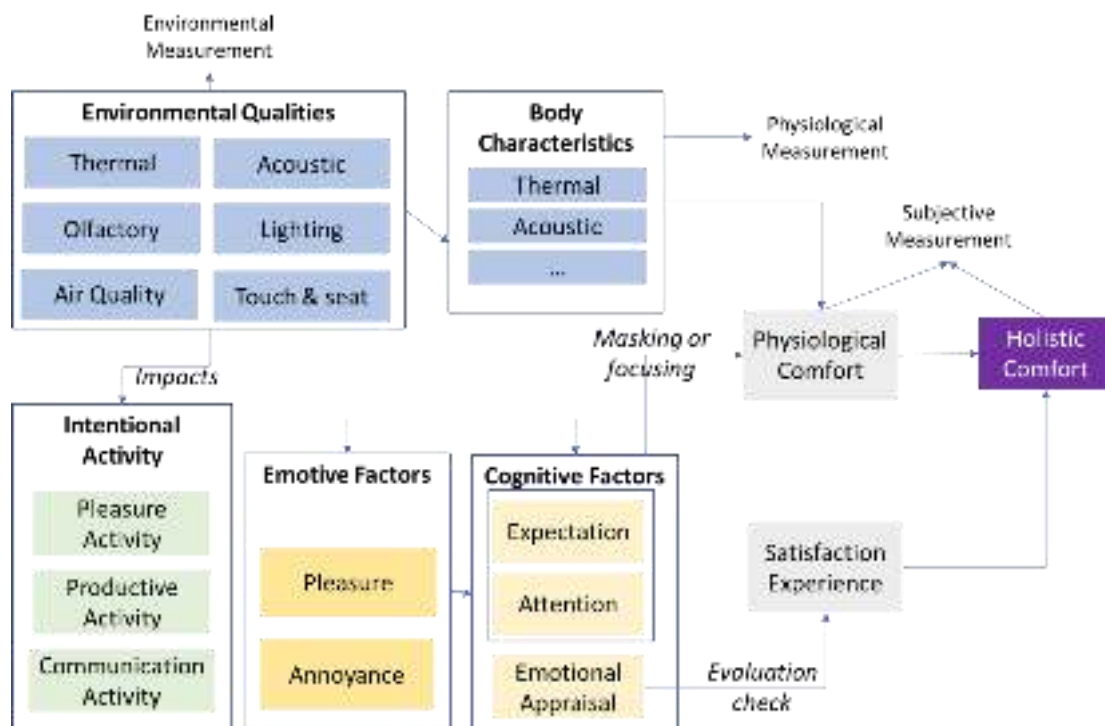 Environmental
Measurement
Environmental Qualities
Thermal
Acoustic
Olfactory
Lighting
Air Quality
Touch & seat
Body
Characteristics
Thermal
Acoustic
...
Physiological
Measurement
Subjective
Measurement
Impacts
Masking or
focusing
Physiological
Comfort
Holistic
Comfort
Intentional
Activity
Pleasure
Activity
Productive
Activity
Communication
Activity
Emotive Factors
Pleasure
Annoyance
Cognitive Factors
Expectation
Attention
Emotional
Appraisal
Evaluation
check
Satisfaction
Experience